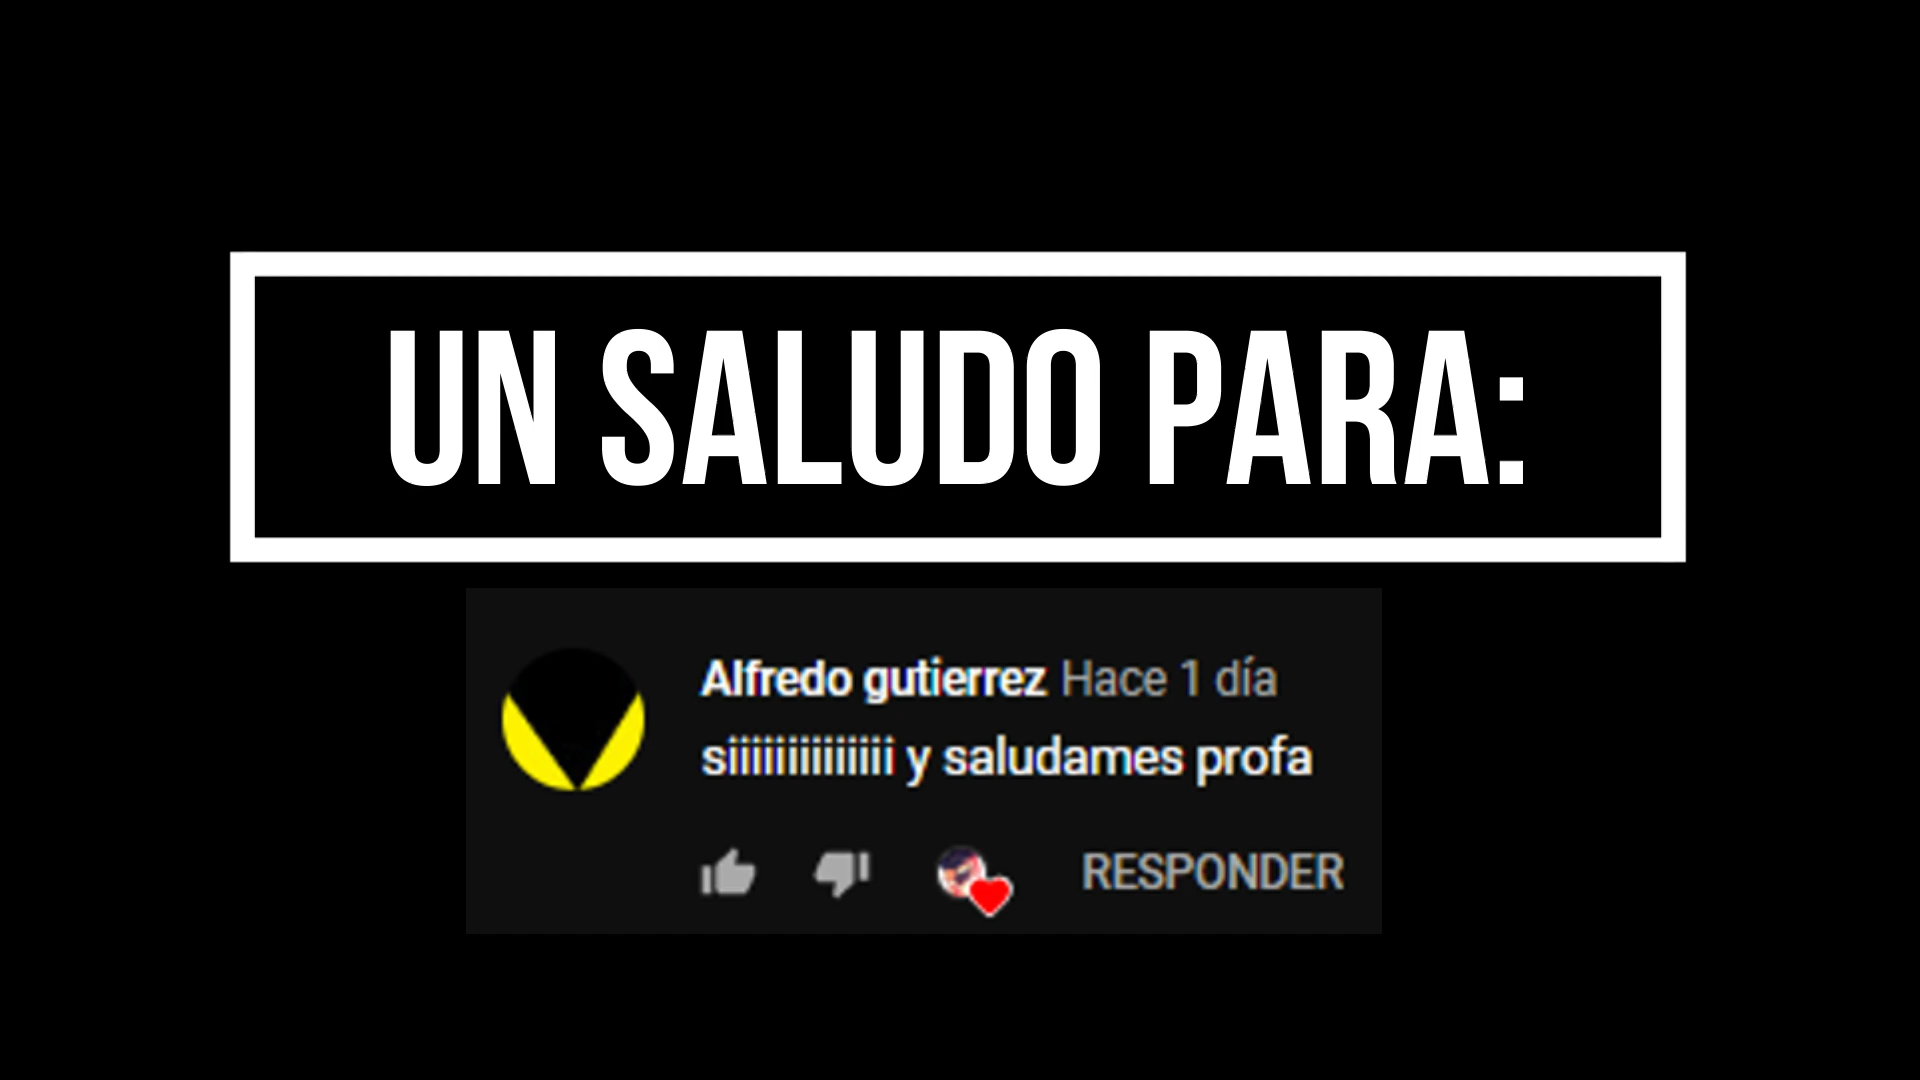 UN SALUDO PARA:
Alfredo gutierrez Hace 1 día
siiiiiiiiiiiiii y saludames profa
RESPONDER